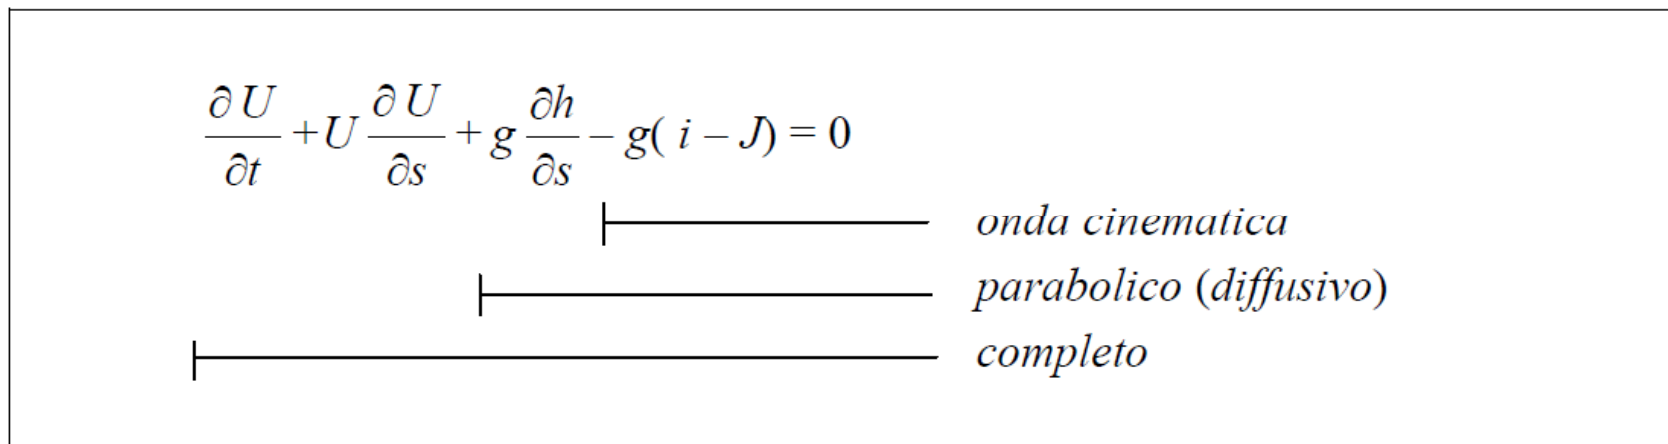 ∂U/∂t + U ∂U/∂s + g ∂h/∂s − g( i − J) = 0
onda cinematica
parabolico (diffusivo)
completo